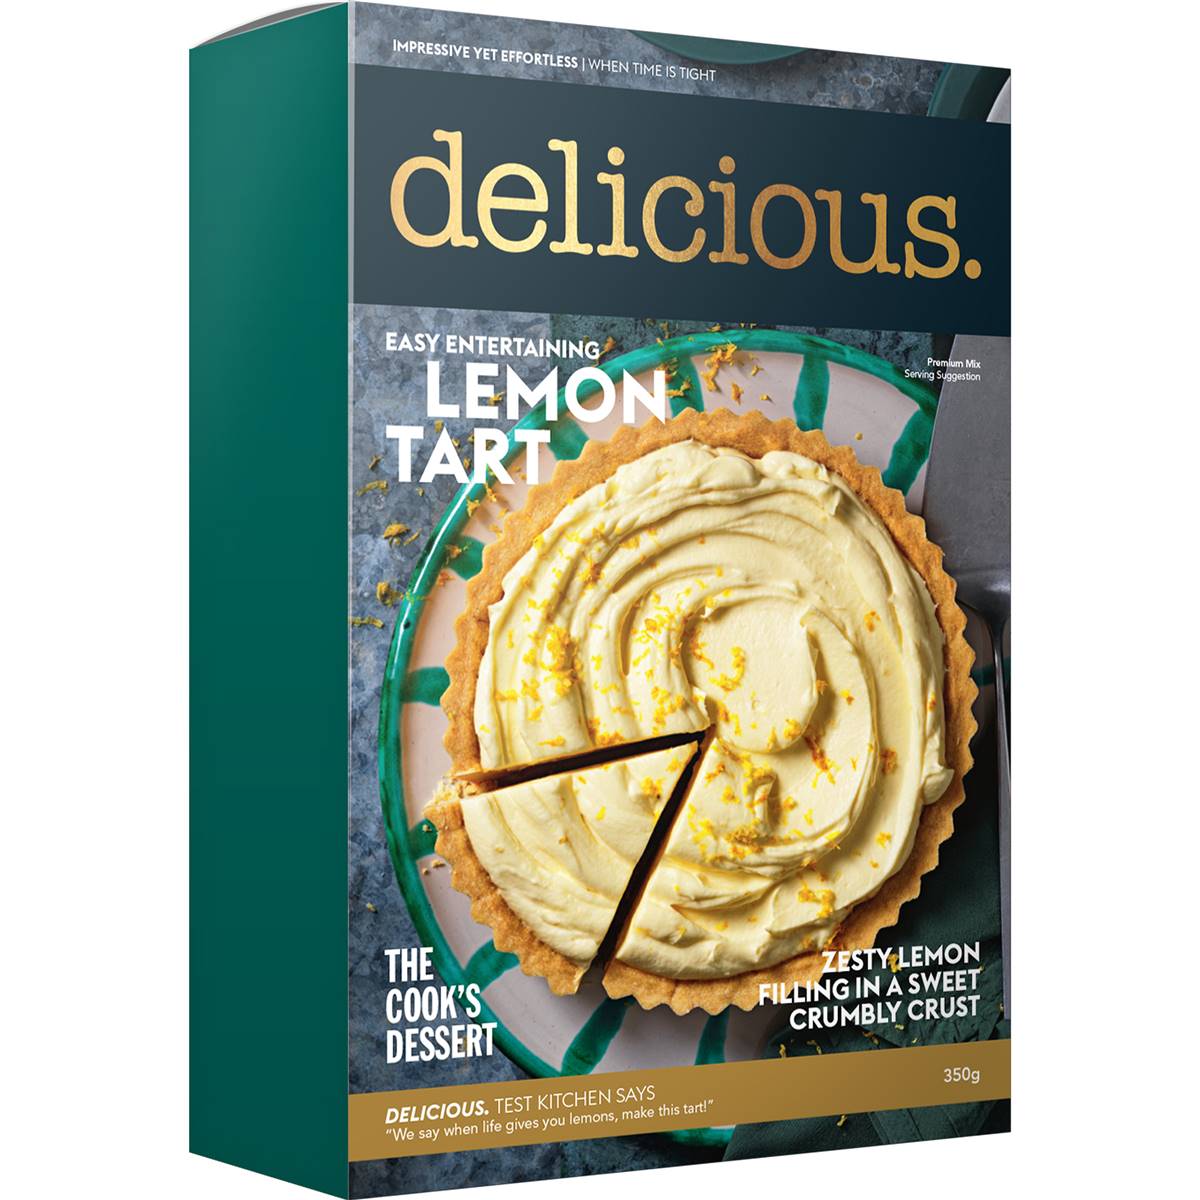 IMPRESSIVE YET EFFORTLESS | WHEN TIME IS TIGHT
delicious.
EASY ENTERTAINING
LEMON
TART
Premium Mix
Serving Suggestion
THE
COOK'S
DESSERT
ZESTY LEMON
FILLING IN A SWEET
CRUMBLY CRUST
350g
DELICIOUS. TEST KITCHEN SAYS
"We say when life gives you lemons, make this tart!"